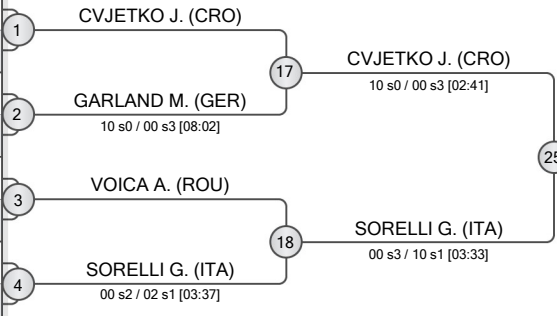 CVJETKO J. (CRO)
1
17
CVJETKO J. (CRO)
10 s0 / 00 s3 [02:41]
GARLAND M. (GER)
2
10 s0 / 00 s3 [08:02]
25
VOICA A. (ROU)
3
18
SORELLI G. (ITA)
00 s3 / 10 s1 [03:33]
SORELLI G. (ITA)
4
00 s2 / 02 s1 [03:37]